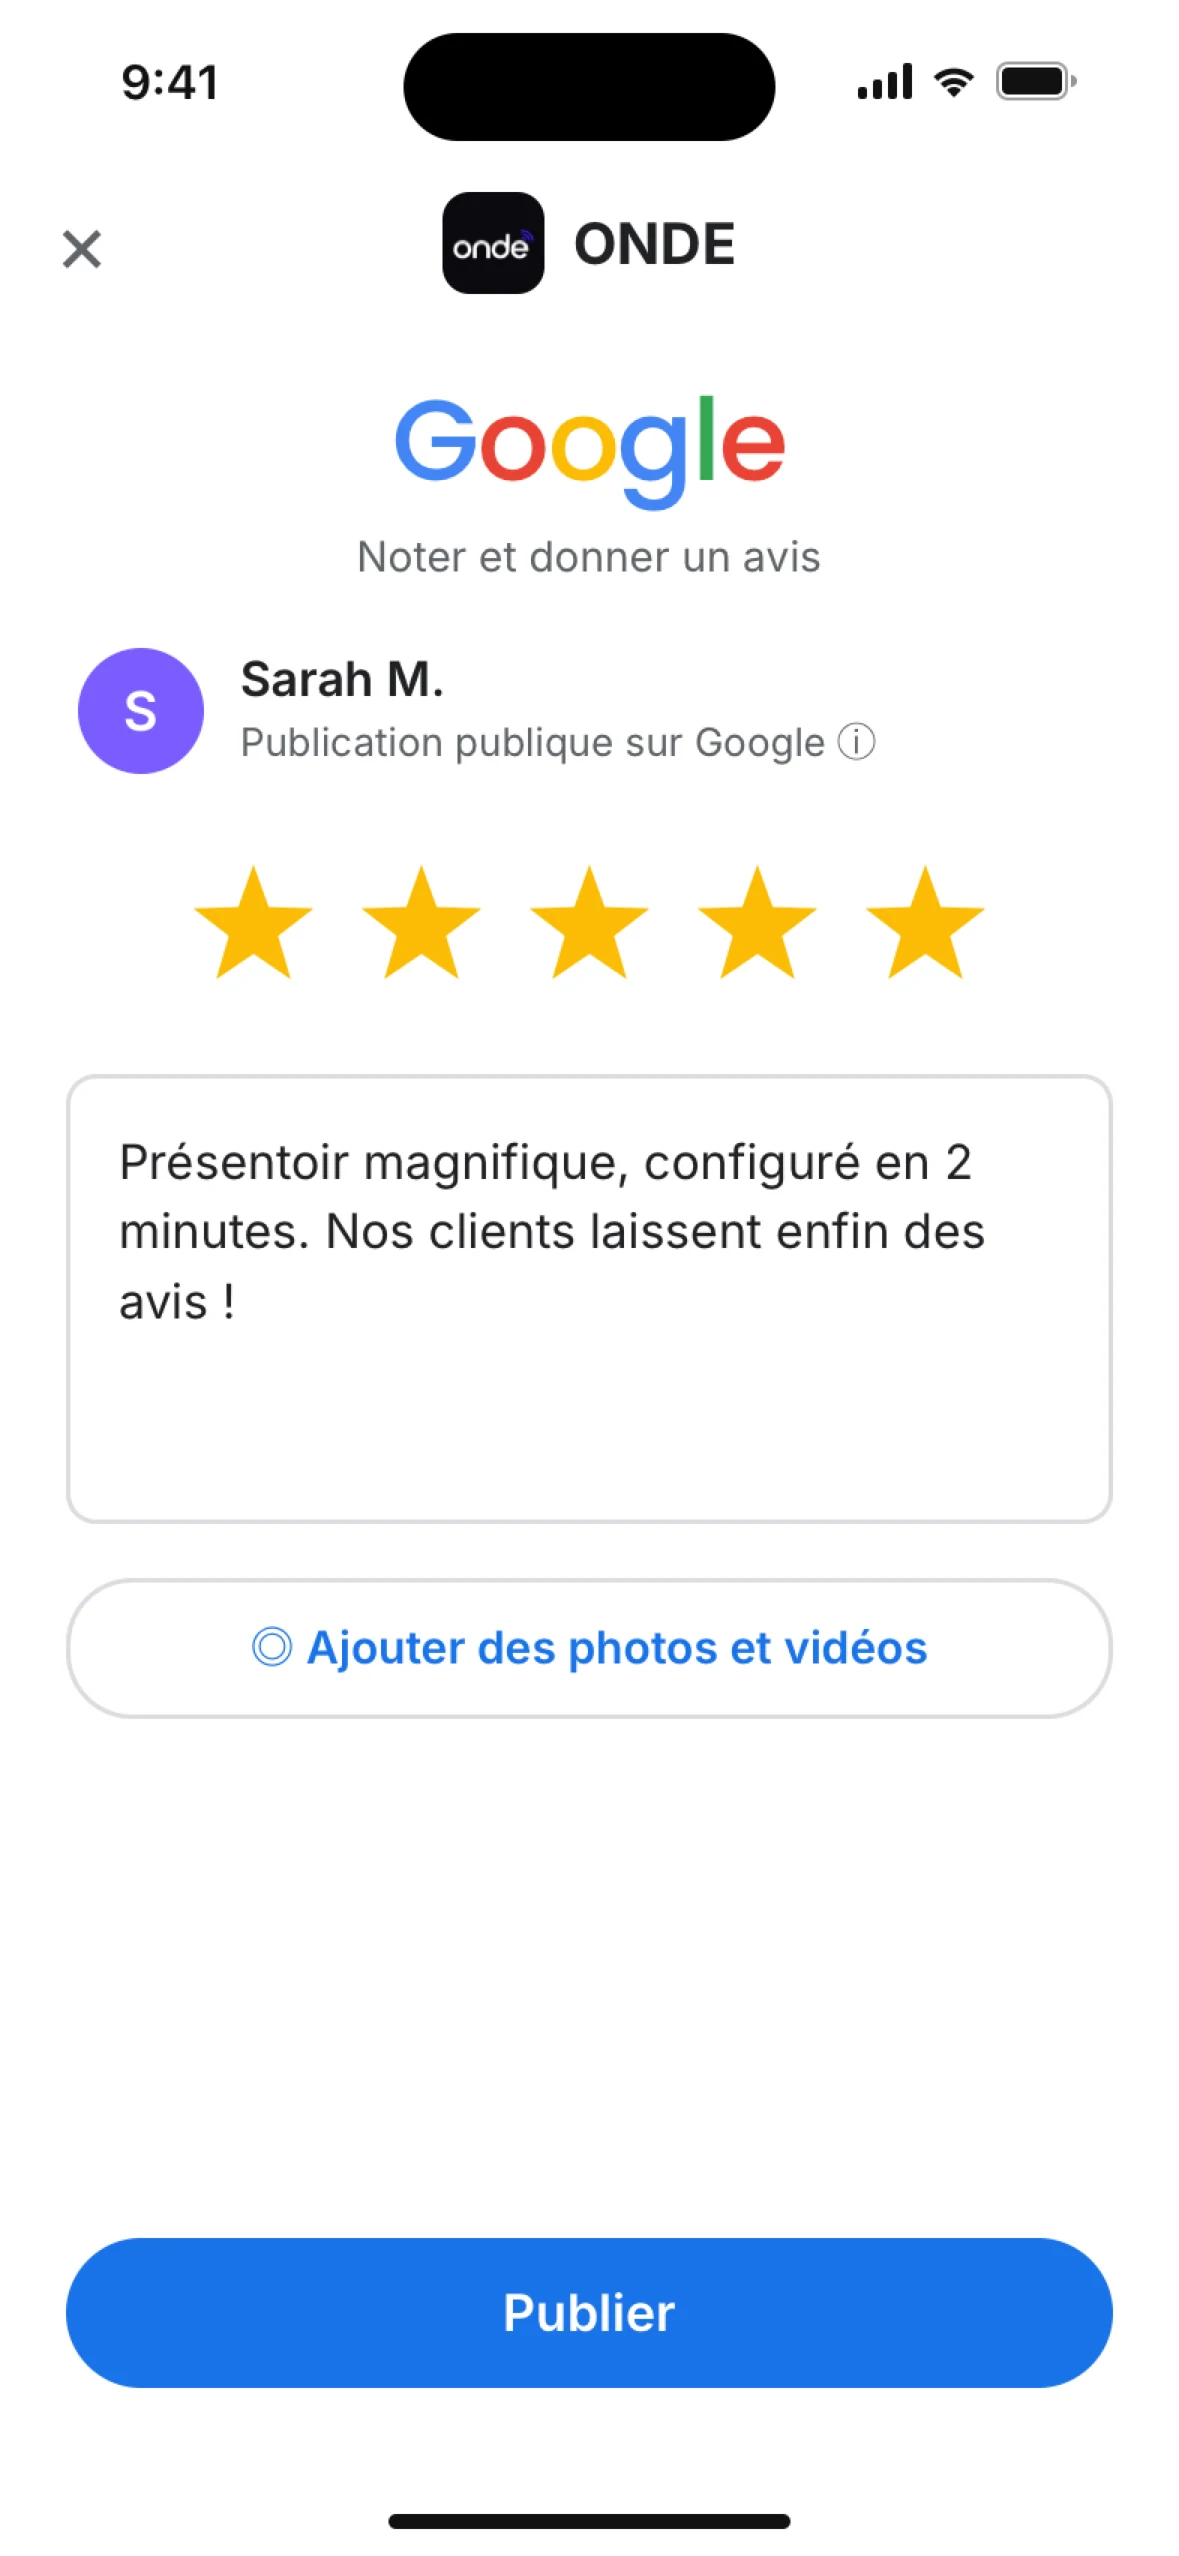 9:41
onde
ONDE
Google
Noter et donner un avis
S
Sarah M.
Publication publique sur Google ⓘ
Présentoir magnifique, configuré en 2
minutes. Nos clients laissent enfin des
avis !
◎ Ajouter des photos et vidéos
Publier